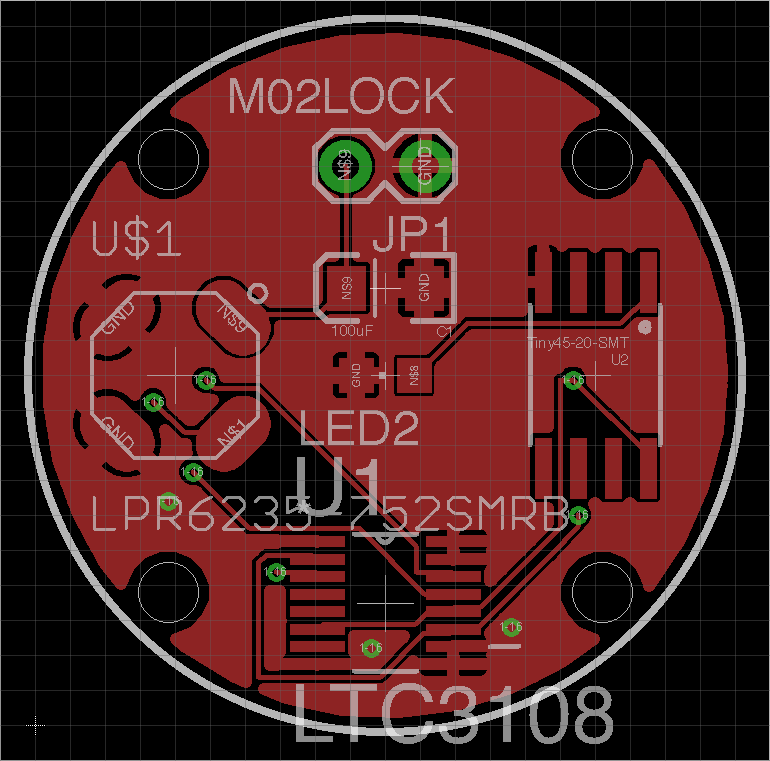 M02LOCK
N$9 GND
U$1
JP1
GND N$9
N$9 GND
100uF C1
Tiny45-20-SMT
U2
GND N$8
1-16
1-16
1-16
GND N$1
LED2
U1
1-16
1-16
LPR6235-752SMRB
*
1-16
1-16
1-16
1-16
LTC3108